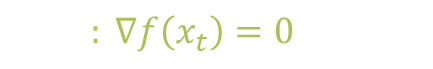 : ∇f(xₜ) = 0